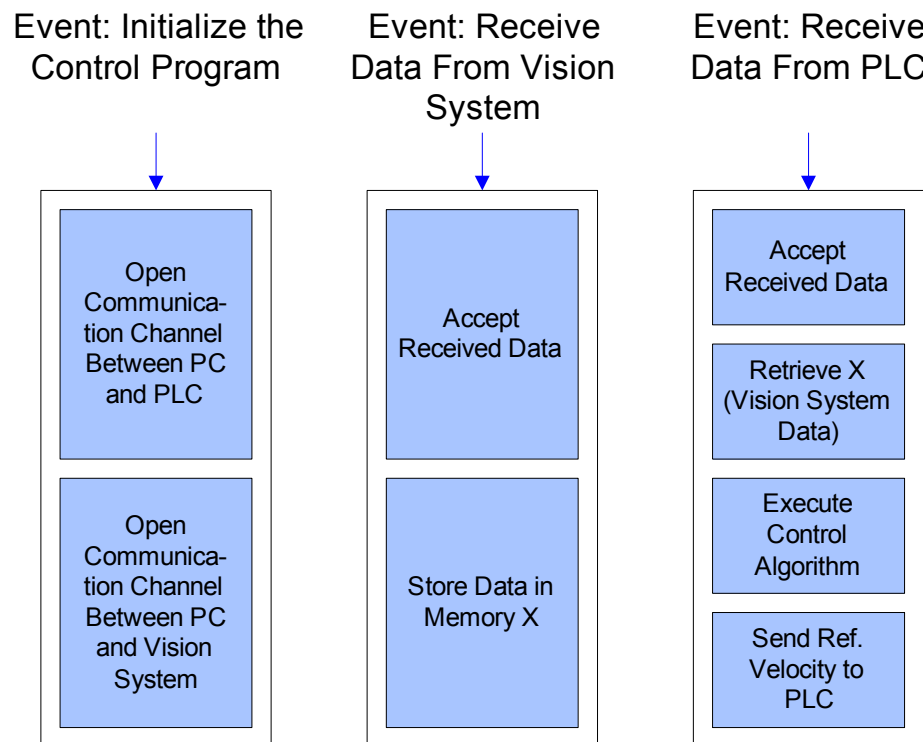 Event: Initialize the
Control Program
Event: Receive
Data From Vision
System
Event: Receive
Data From PLC
Open
Communica-
tion Channel
Between PC
and PLC
Open
Communica-
tion Channel
Between PC
and Vision
System
Accept
Received Data
Store Data in
Memory X
Accept
Received Data
Retrieve X
(Vision System
Data)
Execute
Control
Algorithm
Send Ref.
Velocity to
PLC